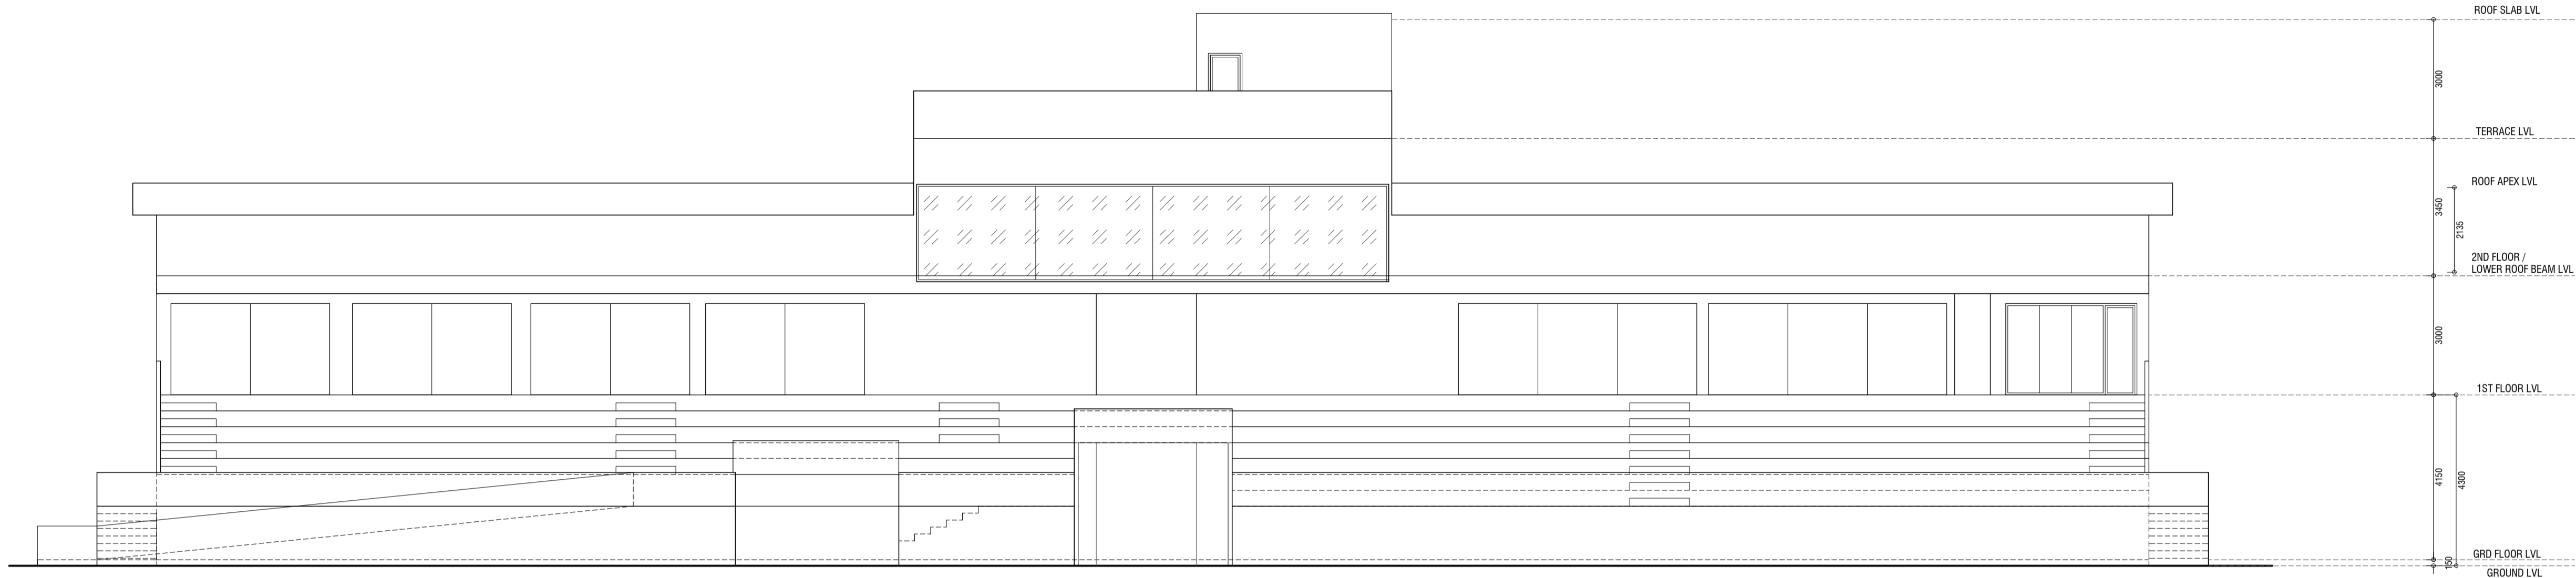 ROOF SLAB LVL
3000
TERRACE LVL
ROOF APEX LVL
3450
2135
2ND FLOOR /
LOWER ROOF BEAM LVL
3000
1ST FLOOR LVL
4150
4300
GRD FLOOR LVL
150
GROUND LVL